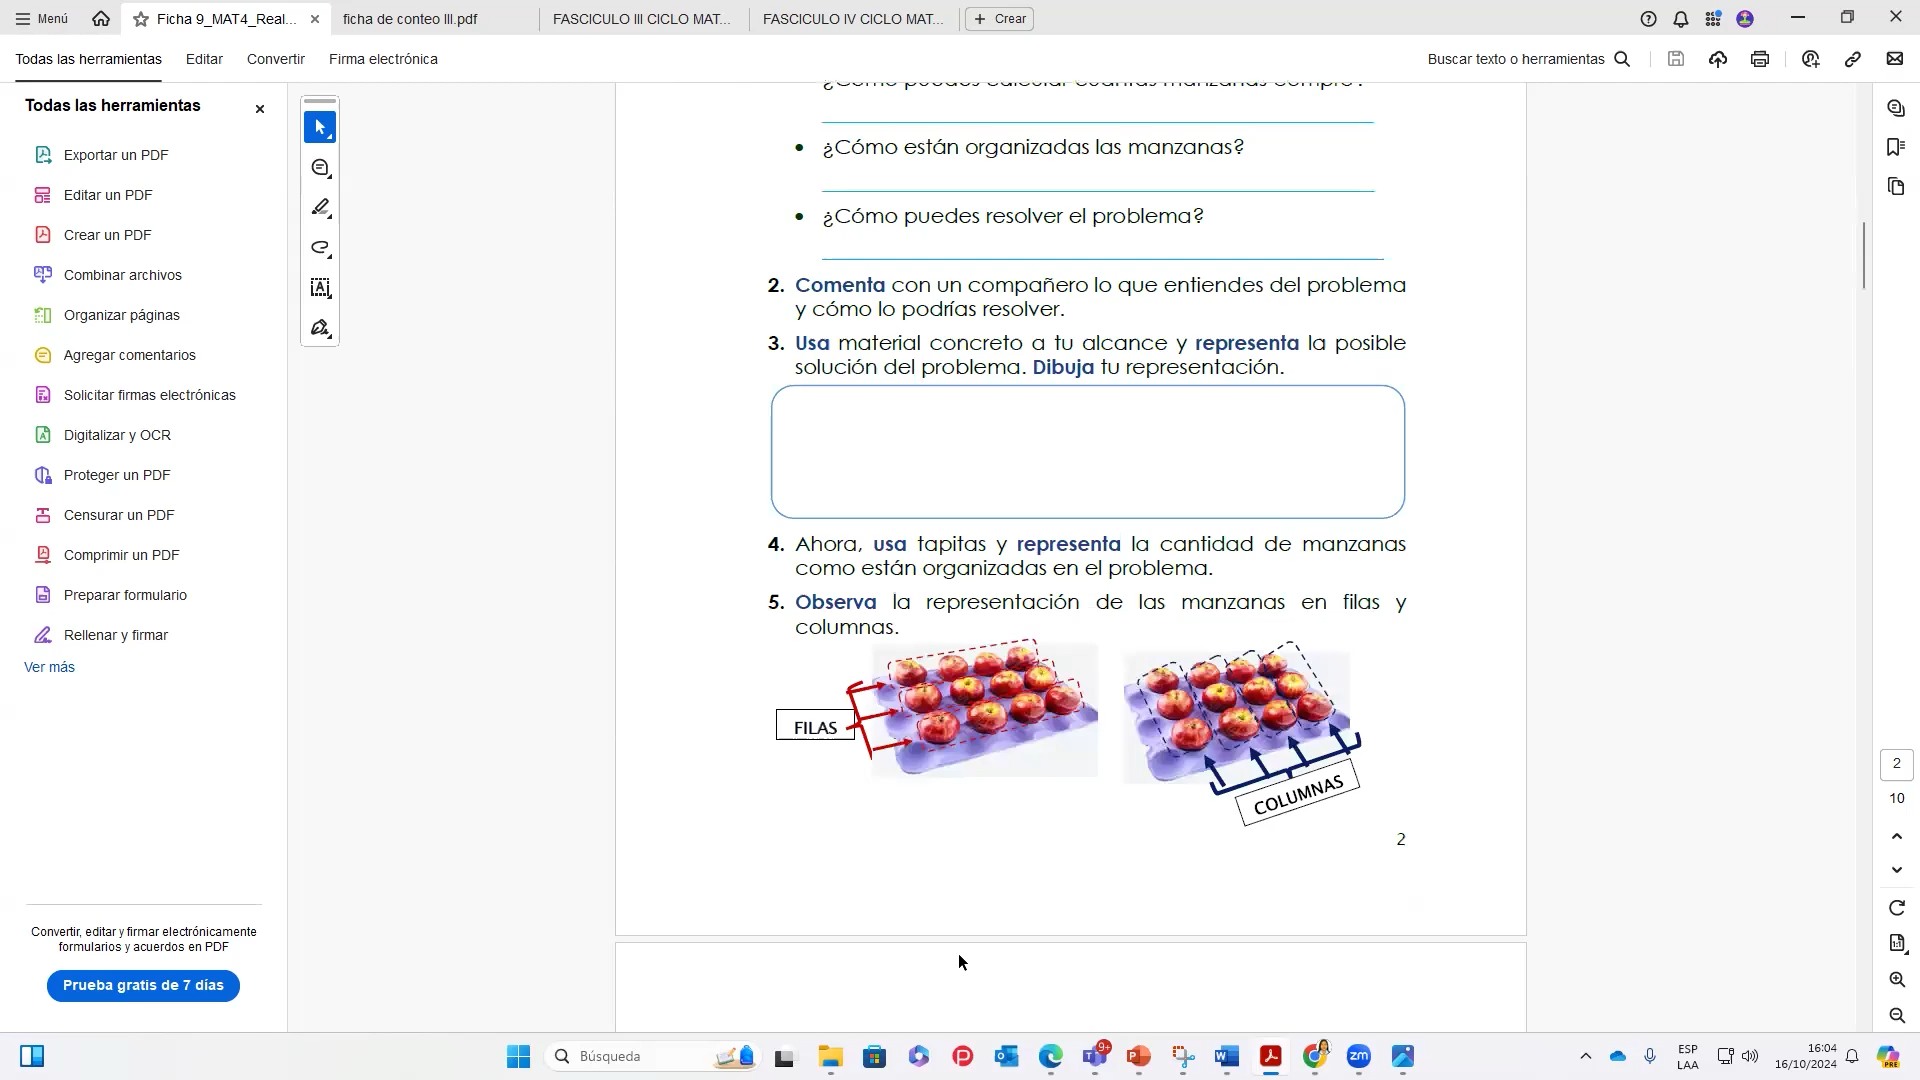 Menú
Ficha 9_MAT4_Real...
ficha de conteo III.pdf
FASCICULO III CICLO MAT...
FASCICULO IV CICLO MAT...
Crear
Todas las herramientas
Editar
Convertir
Firma electrónica
Buscar texto o herramientas
Todas las herramientas
Exportar un PDF
Editar un PDF
Crear un PDF
Combinar archivos
Organizar páginas
Agregar comentarios
Solicitar firmas electrónicas
Digitalizar y OCR
Proteger un PDF
Censurar un PDF
Comprimir un PDF
Preparar formulario
Rellenar y firmar
Ver más
Convertir, editar y firmar electrónicamente
formularios y acuerdos en PDF
Prueba gratis de 7 días
¿Cómo puedes calcular cuántas manzanas compró?
• ¿Cómo están organizadas las manzanas?
• ¿Cómo puedes resolver el problema?
2. Comenta con un compañero lo que entiendes del problema
y cómo lo podrías resolver.
3. Usa material concreto a tu alcance y representa la posible
solución del problema. Dibuja tu representación.
4. Ahora, usa tapitas y representa la cantidad de manzanas
como están organizadas en el problema.
5. Observa la representación de las manzanas en filas y
columnas.
FILAS
COLUMNAS
2
2
10
Búsqueda
9+
ESP
LAA
16:04
16/10/2024